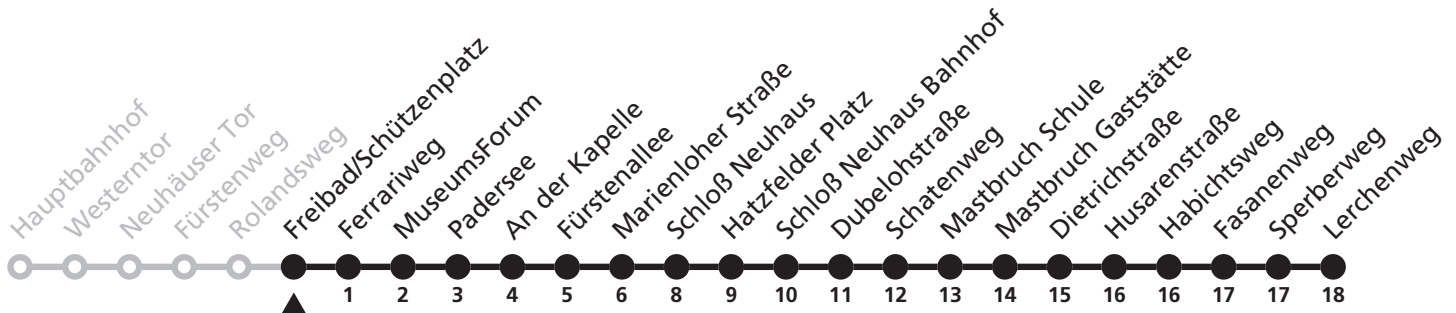 Hauptbahnhof
Westerntor
Neuhäuser Tor
Fürstenweg
Rolandsweg
Freibad/Schützenplatz
Ferrariweg
MuseumsForum
Padersee
An der Kapelle
Fürstenallee
Marienloher Straße
Schloß Neuhaus
Hatzfelder Platz
Schloß Neuhaus Bahnhof
Dubelohstraße
Schatenweg
Mastbruch Schule
Mastbruch Gaststätte
Dietrichstraße
Husarenstraße
Habichtsweg
Fasanenweg
Sperberweg
Lerchenweg
1 2 3 4 5 6 8 9 10 11 12 13 14 15 16 16 17 17 18